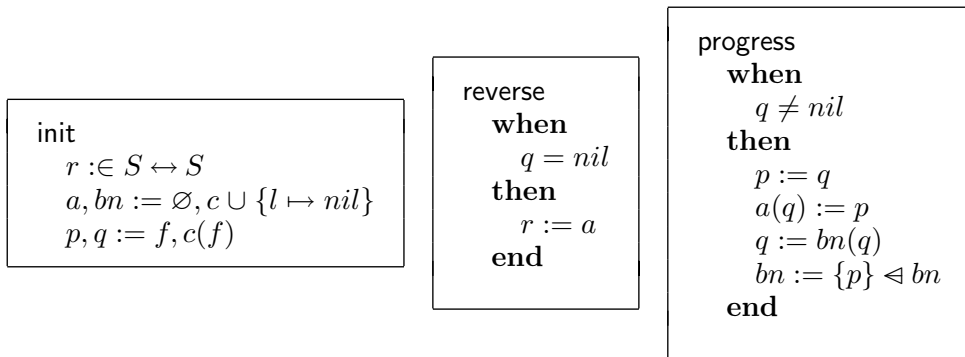 init
r :∈ S ↔ S
a, bn := ∅, c ∪ {l ↦ nil}
p, q := f, c(f)
reverse
when
q = nil
then
r := a
end
progress
when
q ≠ nil
then
p := q
a(q) := p
q := bn(q)
bn := {p} ⩤ bn
end